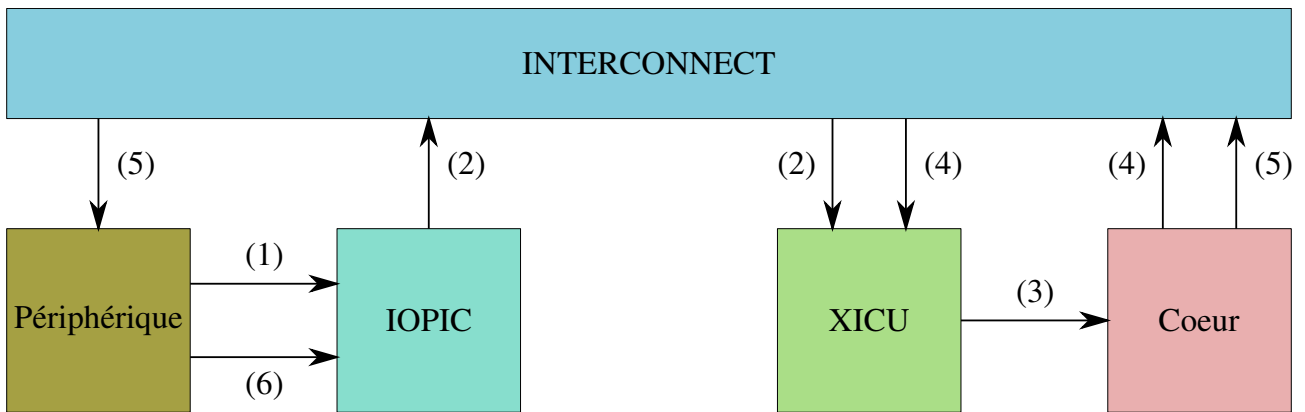 INTERCONNECT
(5)
(2)
(2)
(4)
(4)
(5)
(1)
(3)
Périphérique
IOPIC
XICU
Coeur
(6)